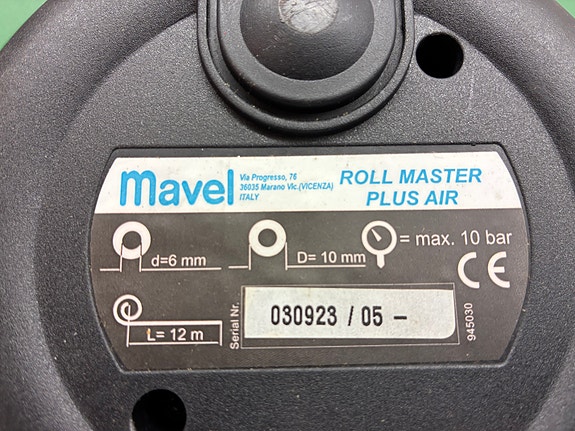 mavel
Via Progresso, 76
36035 Marano Vic.(VICENZA)
ITALY
ROLL MASTER
PLUS AIR
d=6 mm
D= 10 mm
= max. 10 bar
CE
L= 12 m
Serial Nr.
030923 / 05 –
945030